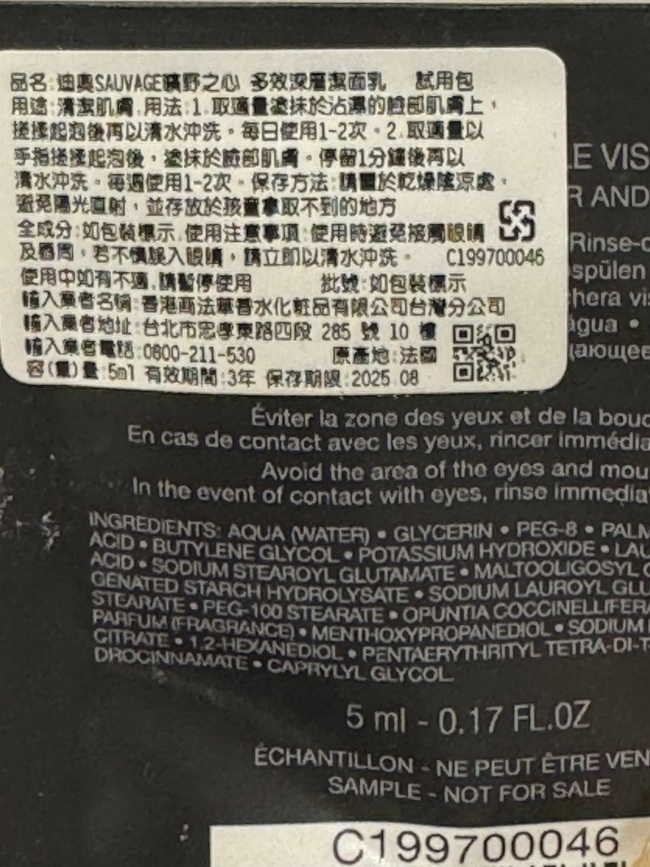 品名:迪奧SAUVAGE曠野之心 多效深層潔面乳 試用包
用途:清潔肌膚 用法:1.取適量塗抹於沾濕的臉部肌膚上,
搓揉起泡後再以清水沖洗。每日使用1-2次。2.取適量以
手指搓揉起泡後,塗抹於臉部肌膚。停留1分鐘後再以
清水沖洗。每週使用1-2次。保存方法:請置於乾燥陰涼處,
避免陽光直射,並存放於孩童拿取不到的地方
全成分:如包裝標示 使用注意事項:使用時避免接觸眼睛
及唇周,若不慎誤入眼睛,請立即以清水沖洗。 C199700046
使用中如有不適,請暫停使用 批號:如包裝標示
輸入業者名稱:香港商法華香水化粧品有限公司台灣分公司
輸入業者地址:台北市忠孝東路四段 285 號 10 樓
輸入業者電話:0800-211-530 原產地:法國
容(重)量:5ml 有效期間:3年 保存期限:2025.08
E VIS
R AND
Rinse-
spülen
hera vis
agua •
ающее
Éviter la zone des yeux et de la bouc
En cas de contact avec les yeux, rincer immédia
Avoid the area of the eyes and mou
In the event of contact with eyes, rinse immedia
INGREDIENTS: AQUA (WATER) • GLYCERIN • PEG-8 • PALM
ACID • BUTYLENE GLYCOL • POTASSIUM HYDROXIDE • LAU
ACID • SODIUM STEAROYL GLUTAMATE • MALTOOLIGOSYL G
GENATED STARCH HYDROLYSATE • SODIUM LAUROYL GLU
STEARATE • PEG-100 STEARATE • OPUNTIA COCCINELLIFERA
PARFUM (FRAGRANCE) • MENTHOXYPROPANEDIOL • SODIUM
CITRATE • 1,2-HEXANEDIOL • PENTAERYTHRITYL TETRA-DI-T-
DROCINNAMATE • CAPRYLYL GLYCOL
5 ml - 0.17 FL.OZ
ÉCHANTILLON - NE PEUT ÊTRE VEN
SAMPLE - NOT FOR SALE
C199700046